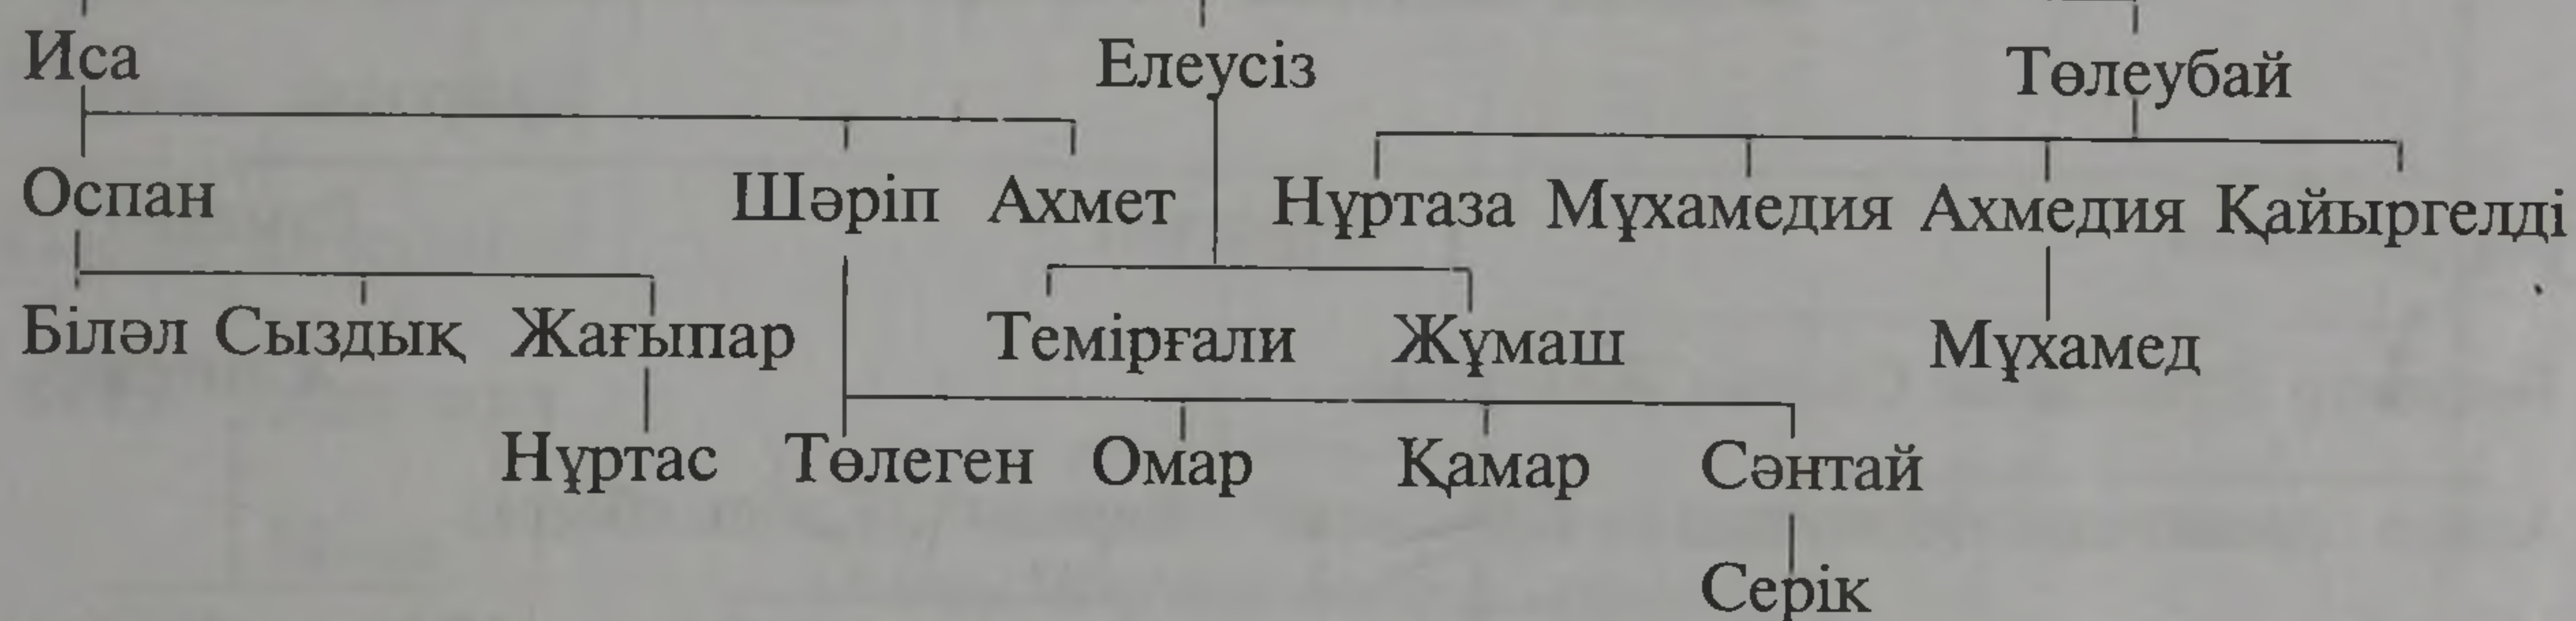 Иса Елеусіз Төлеубай
Оспан Шәріп Ахмет Нұртаза Мұхамедия Ахмедия Қайыргелді
Біләл Сыздық Жағыпар Темірғали Жұмаш Мұхамед
Нұртас Төлеген Омар Қамар Сәнтай
Серік